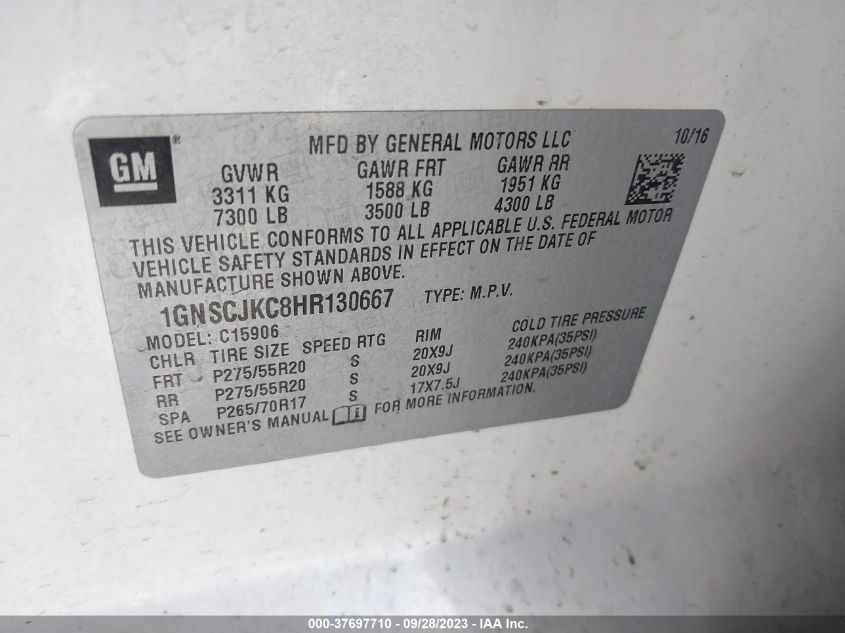 GM ® MFD BY GENERAL MOTORS LLC 10/16
GVWR GAWR FRT GAWR RR
3311 KG 1588 KG 1951 KG
7300 LB 3500 LB 4300 LB
THIS VEHICLE CONFORMS TO ALL APPLICABLE U.S. FEDERAL MOTOR
VEHICLE SAFETY STANDARDS IN EFFECT ON THE DATE OF
MANUFACTURE SHOWN ABOVE.
1GNSCJKC8HR130667 TYPE: M.P.V.
MODEL: C15906
CHLR TIRE SIZE SPEED RTG RIM COLD TIRE PRESSURE
FRT P275/55R20 S 20X9J 240KPA(35PSI)
RR P275/55R20 S 20X9J 240KPA(35PSI)
SPA P265/70R17 S 17X7.5J 240KPA(35PSI)
SEE OWNER'S MANUAL FOR MORE INFORMATION.
000-37697710 - 09/28/2023 - IAAI.com